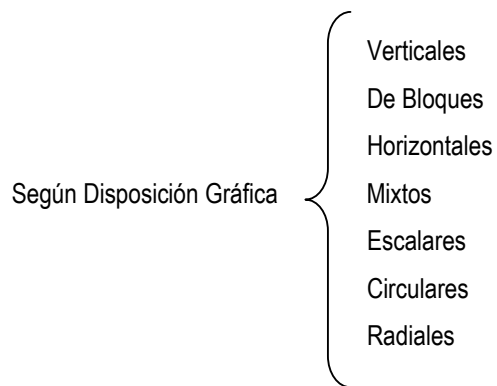 Verticales
De Bloques
Horizontales
Según Disposición Gráfica
Mixtos
Escalares
Circulares
Radiales